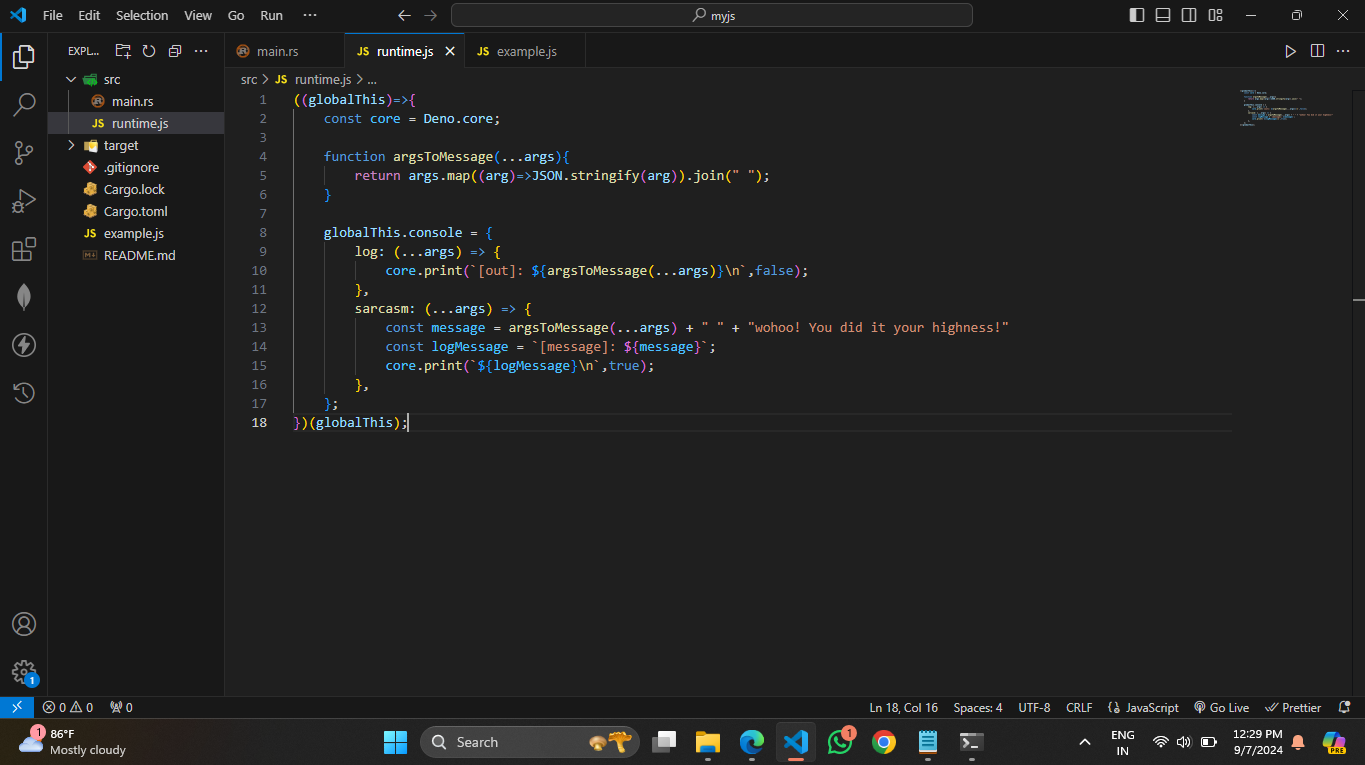 File Edit Selection View Go Run ··· myjs
EXPL... ···
src
main.rs
runtime.js
target
.gitignore
Cargo.lock
Cargo.toml
JS example.js
README.md
main.rs JS runtime.js JS example.js ···
src > JS runtime.js > ...
1 ((globalThis)=>{
2 const core = Deno.core;
3
4 function argsToMessage(...args){
5 return args.map((arg)=>JSON.stringify(arg)).join(" ");
6 }
7
8 globalThis.console = {
9 log: (...args) => {
10 core.print(`[out]: ${argsToMessage(...args)}\n`,false);
11 },
12 sarcasm: (...args) => {
13 const message = argsToMessage(...args) + " " + "wohoo! You did it your highness!"
14 const logMessage = `[message]: ${message}`;
15 core.print(`${logMessage}\n`,true);
16 },
17 };
18 })(globalThis);
1
0 0 0 Ln 18, Col 16 Spaces: 4 UTF-8 CRLF JavaScript Go Live Prettier
1 86°F
Mostly cloudy
Search
1
ENG
IN
12:29 PM
9/7/2024
PRE